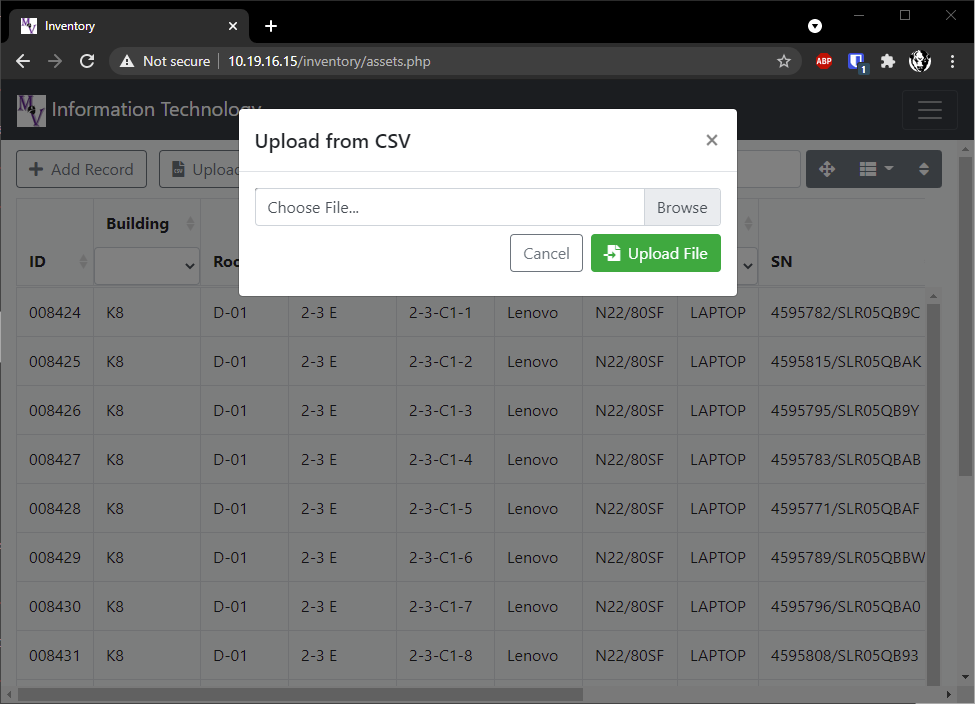 Inventory
Not secure 10.19.16.15/inventory/assets.php
ABP
1
MV Information Technology
Upload from CSV ×
Add Record Upload
Choose File... Browse
Cancel Upload File
Building
ID SN
008424 K8 D-01 2-3 E 2-3-C1-1 Lenovo N22/80SF LAPTOP 4595782/SLR05QB9C
008425 K8 D-01 2-3 E 2-3-C1-2 Lenovo N22/80SF LAPTOP 4595815/SLR05QBAK
008426 K8 D-01 2-3 E 2-3-C1-3 Lenovo N22/80SF LAPTOP 4595795/SLR05QB9Y
008427 K8 D-01 2-3 E 2-3-C1-4 Lenovo N22/80SF LAPTOP 4595783/SLR05QBAB
008428 K8 D-01 2-3 E 2-3-C1-5 Lenovo N22/80SF LAPTOP 4595771/SLR05QBAF
008429 K8 D-01 2-3 E 2-3-C1-6 Lenovo N22/80SF LAPTOP 4595789/SLR05QBBW
008430 K8 D-01 2-3 E 2-3-C1-7 Lenovo N22/80SF LAPTOP 4595796/SLR05QBA0
008431 K8 D-01 2-3 E 2-3-C1-8 Lenovo N22/80SF LAPTOP 4595808/SLR05QB93